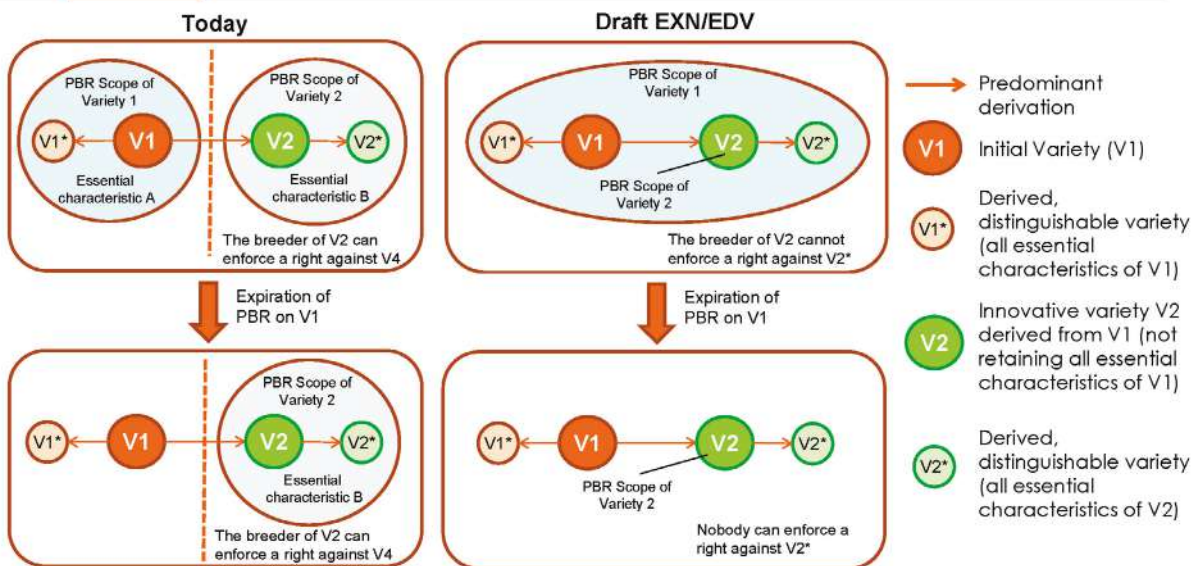 Today
PBR Scope of
Variety 1
V1*
V1
Essential
characteristic A
PBR Scope of
Variety 2
V2
V2*
Essential
characteristic B
The breeder of V2 can
enforce a right against V4
Expiration of
PBR on V1
V1*
V1
PBR Scope of
Variety 2
V2
V2*
Essential
characteristic B
The breeder of V2 can
enforce a right against V4
Draft EXN/EDV
PBR Scope of
Variety 1
V1*
V1
V2
V2*
PBR Scope of
Variety 2
The breeder of V2 cannot
enforce a right against V2*
Expiration of
PBR on V1
V1*
V1
V2
V2*
PBR Scope of
Variety 2
Nobody can enforce a
right against V2*
Predominant
derivation
V1
Initial Variety (V1)
V1*
Derived,
distinguishable variety
(all essential
characteristics of V1)
V2
Innovative variety V2
derived from V1 (not
retaining all essential
characteristics of V1)
V2*
Derived,
distinguishable variety
(all essential
characteristics of V2)